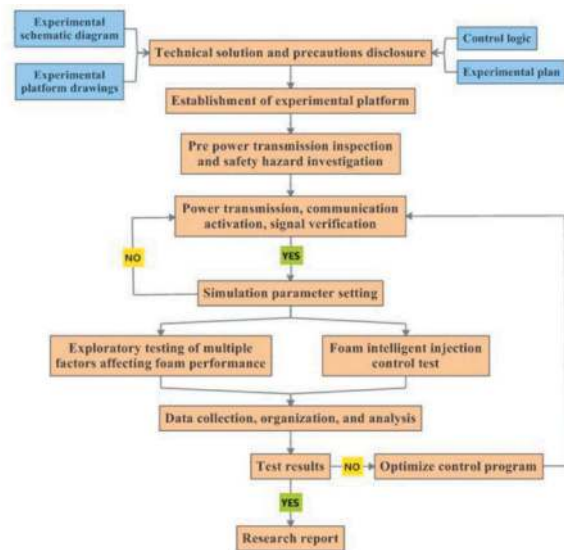 Experimental
schematic diagram
Technical solution and precautions disclosure
Control logic
Experimental
platform drawings
Experimental plan
Establishment of experimental platform
Pre power transmission inspection
and safety hazard investigation
Power transmission, communication
activation, signal verification
NO
YES
Simulation parameter setting
Exploratory testing of multiple
factors affecting foam performance
Foam intelligent injection
control test
Data collection, organization, and analysis
Test results
NO
Optimize control program
YES
Research report